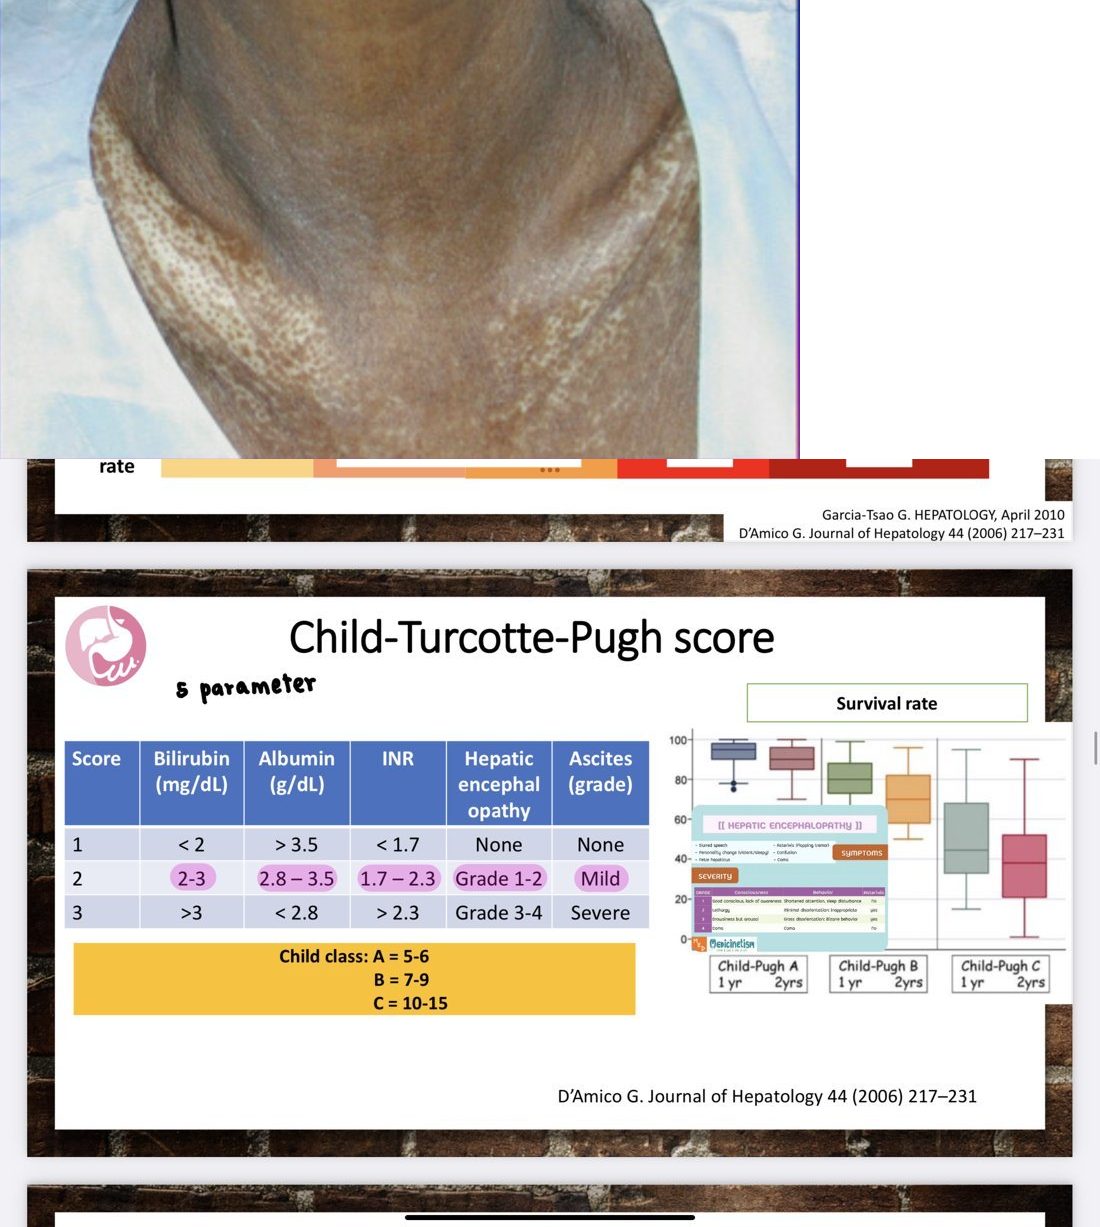 rate
Garcia-Tsao G. HEPATOLOGY, April 2010
D'Amico G. Journal of Hepatology 44 (2006) 217–231
Child-Turcotte-Pugh score
5 parameter
Survival rate
Score Bilirubin (mg/dL) Albumin (g/dL) INR Hepatic encephal opathy Ascites (grade)
1 < 2 > 3.5 < 1.7 None None
2 2-3 2.8 – 3.5 1.7 – 2.3 Grade 1-2 Mild
3 >3 < 2.8 > 2.3 Grade 3-4 Severe
Child class: A = 5-6
B = 7-9
C = 10-15
100
80
60
40
20
0
[[ HEPATIC ENCEPHALOPATHY ]]
SYMPTOMS
SEVERITY
Medicinetism
Child-Pugh A
1 yr 2yrs
Child-Pugh B
1 yr 2yrs
Child-Pugh C
1 yr 2yrs
D'Amico G. Journal of Hepatology 44 (2006) 217–231